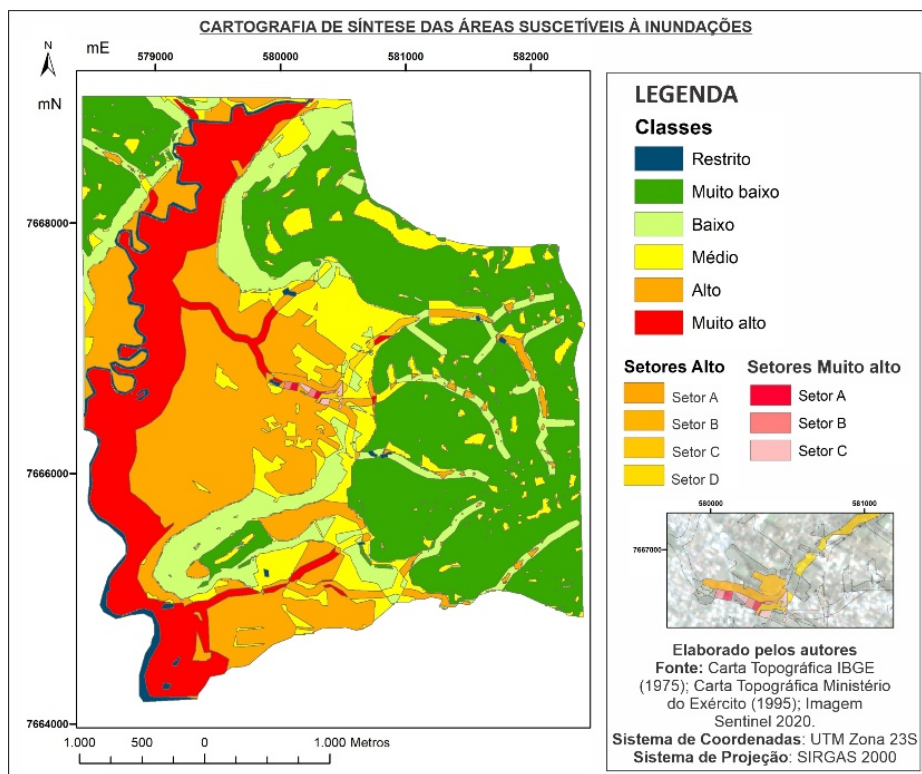 CARTOGRAFIA DE SÍNTESE DAS ÁREAS SUSCETÍVEIS À INUNDAÇÕES
N
mE
579000 580000 581000 582000
mN
7668000
7666000
7664000
1.000 500 0 1.000 Metros
LEGENDA
Classes
Restrito
Muito baixo
Baixo
Médio
Alto
Muito alto
Setores Alto
Setor A
Setor B
Setor C
Setor D
Setores Muito alto
Setor A
Setor B
Setor C
580000 581000
7667000
Elaborado pelos autores
Fonte: Carta Topográfica IBGE
(1975); Carta Topográfica Ministério
do Exército (1995); Imagem
Sentinel 2020.
Sistema de Coordenadas: UTM Zona 23S
Sistema de Projeção: SIRGAS 2000